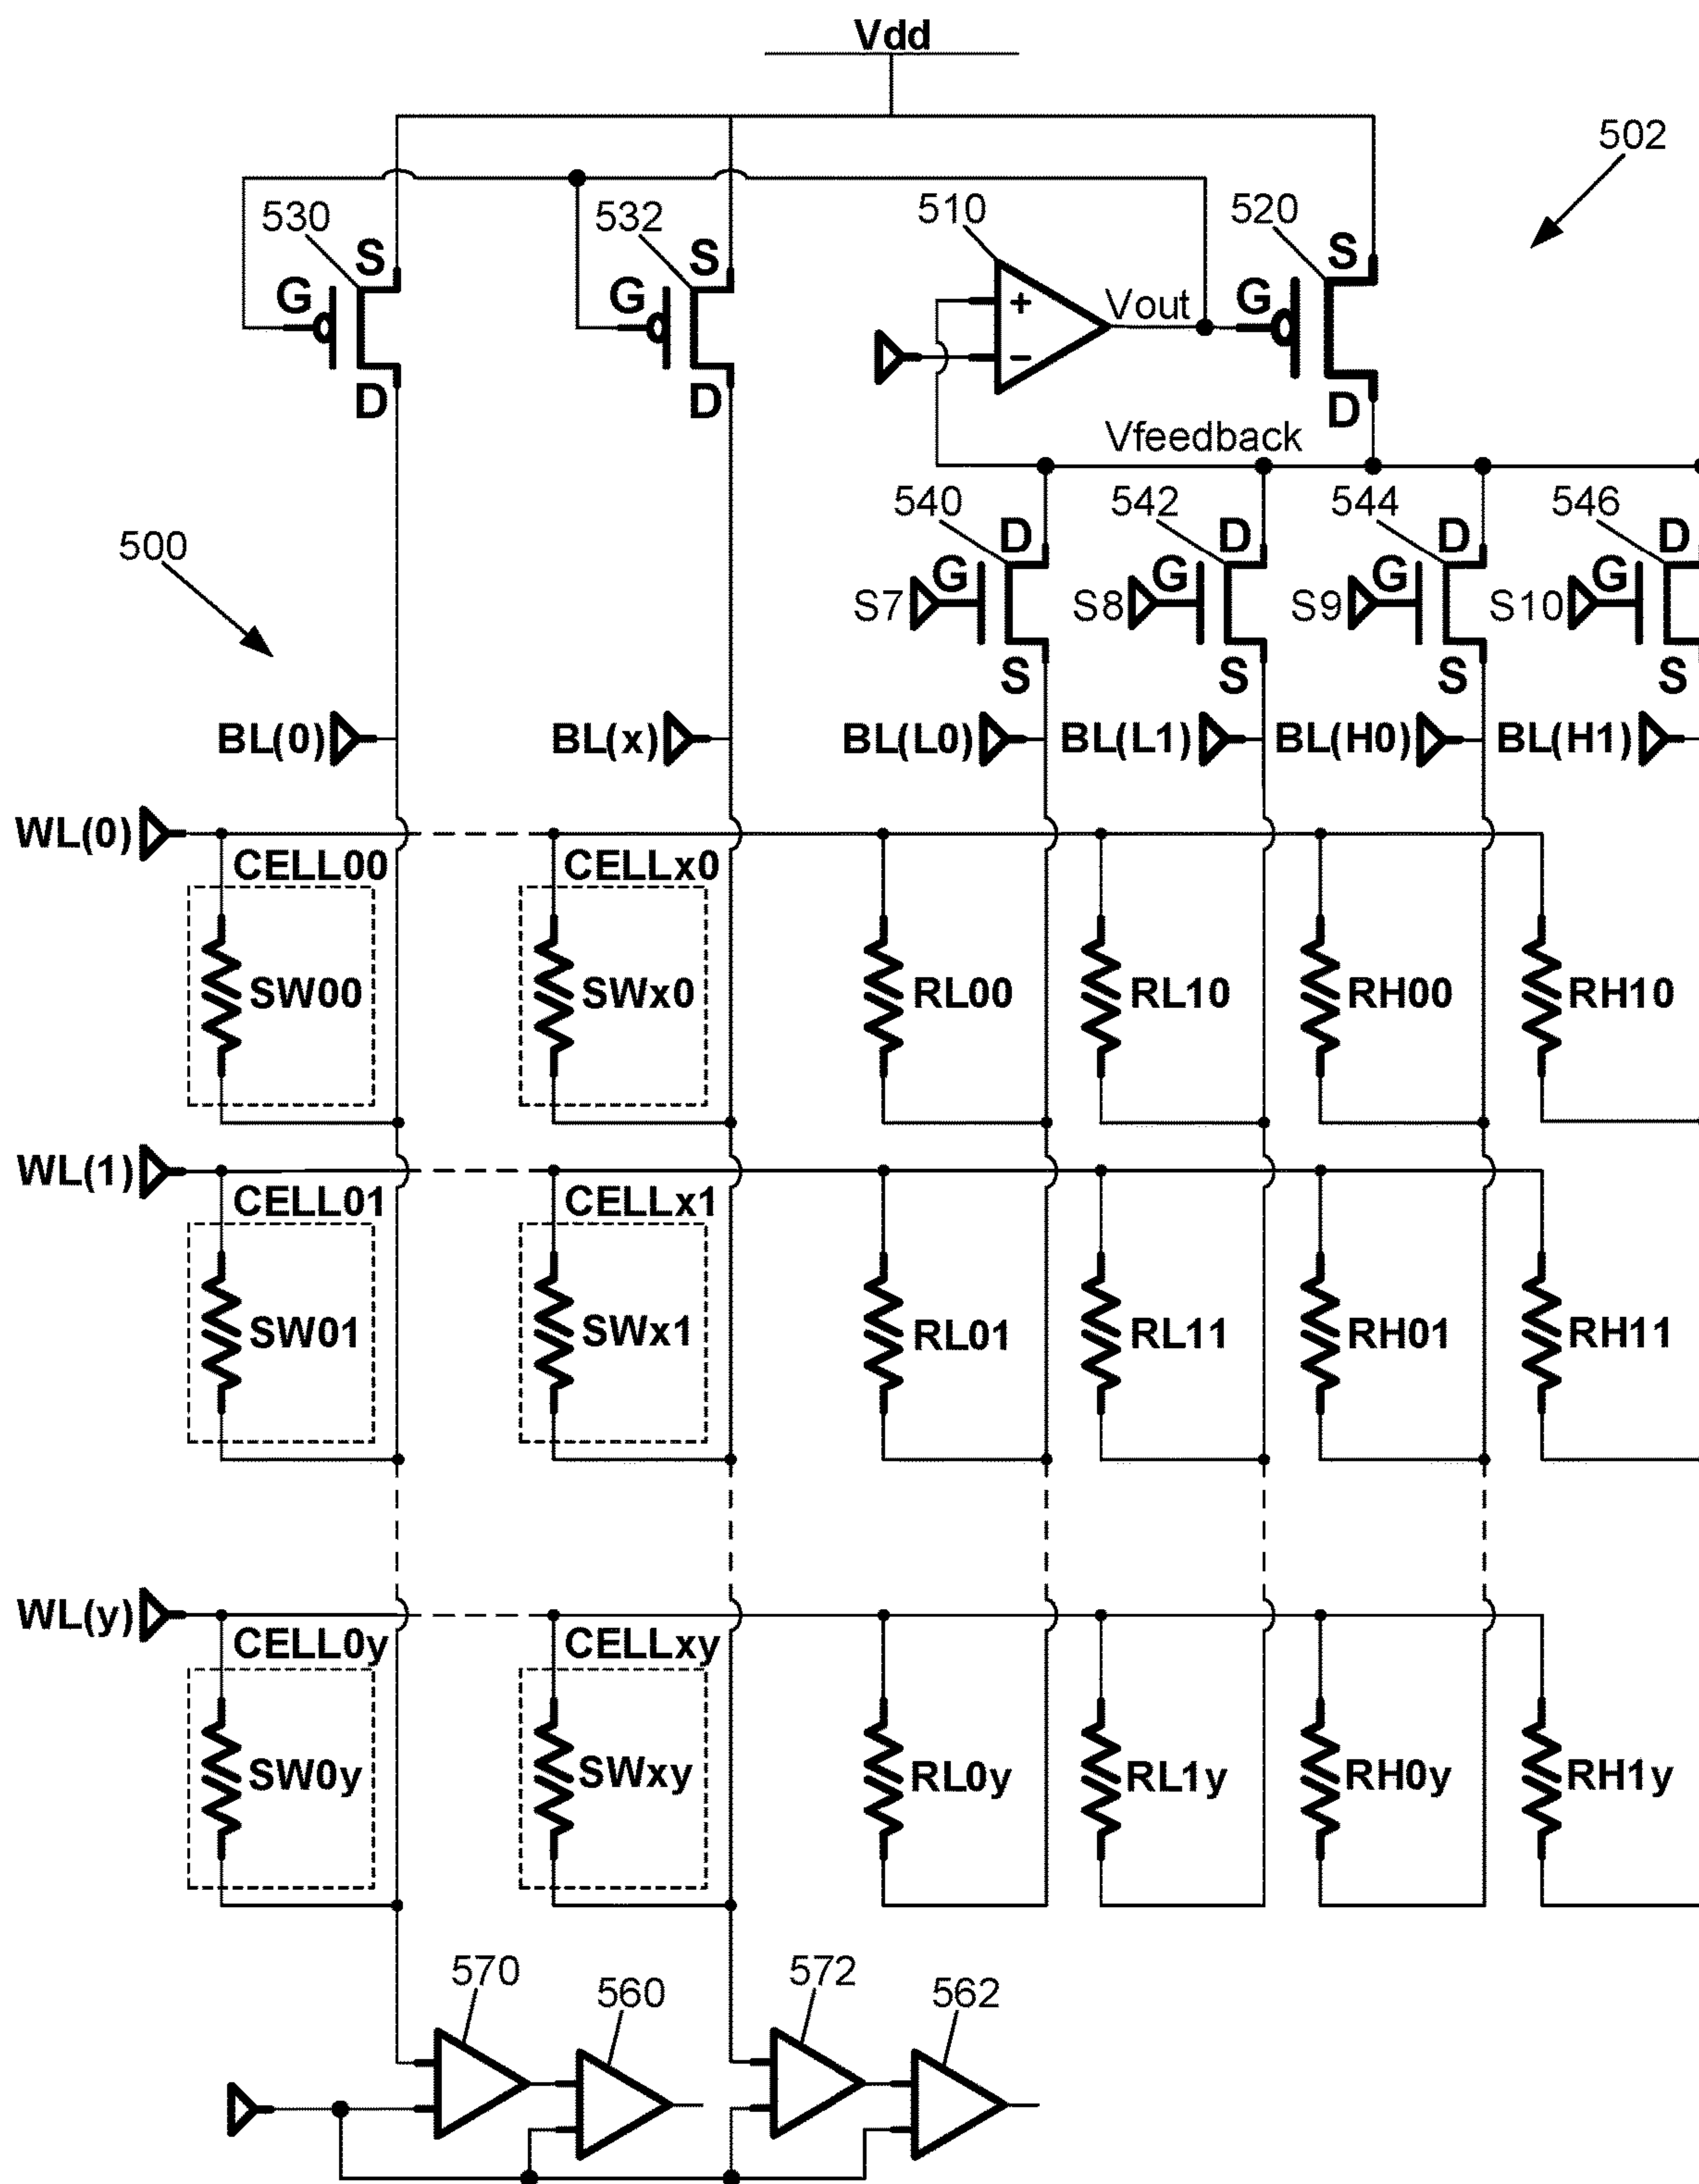 Vdd
502
530
532
510
520
S
S
S
G
G
+
Vout
G
−
D
D
D
Vfeedback
540
542
544
546
500
D
D
D
D
G
G
G
G
S7
S8
S9
S10
S
S
S
S
BL(0)
BL(x)
BL(L0)
BL(L1)
BL(H0)
BL(H1)
WL(0)
CELL00
CELLx0
SW00
SWx0
RL00
RL10
RH00
RH10
WL(1)
CELL01
CELLx1
SW01
SWx1
RL01
RL11
RH01
RH11
WL(y)
CELL0y
CELLxy
SW0y
SWxy
RL0y
RL1y
RH0y
RH1y
570
560
572
562